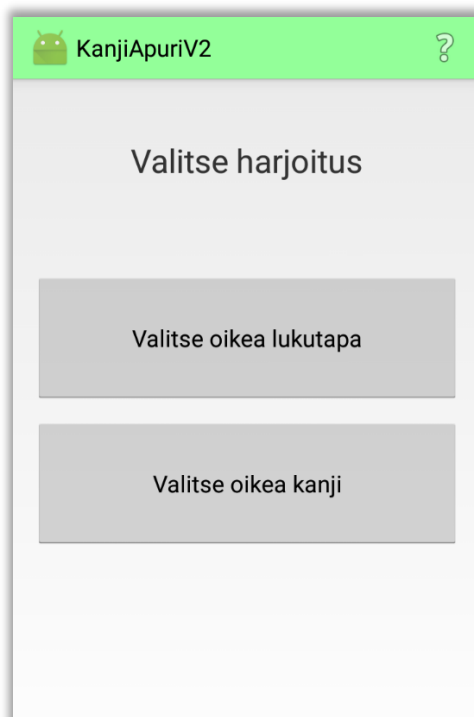 KanjiApuriV2
?
Valitse harjoitus
Valitse oikea lukutapa
Valitse oikea kanji